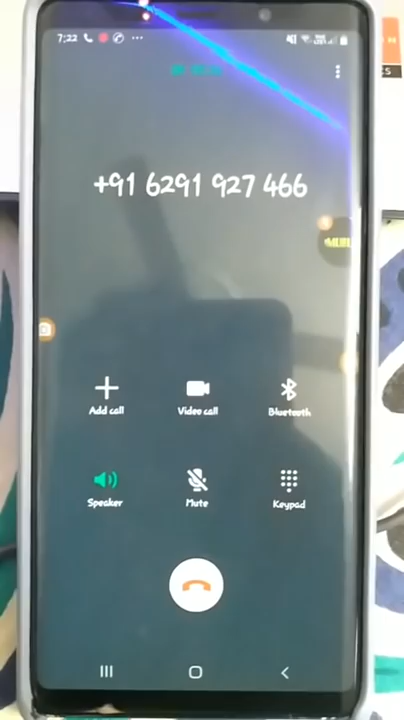 7:22
+91 6291 927 466
Add call
Video call
Bluetooth
Speaker
Mute
Keypad